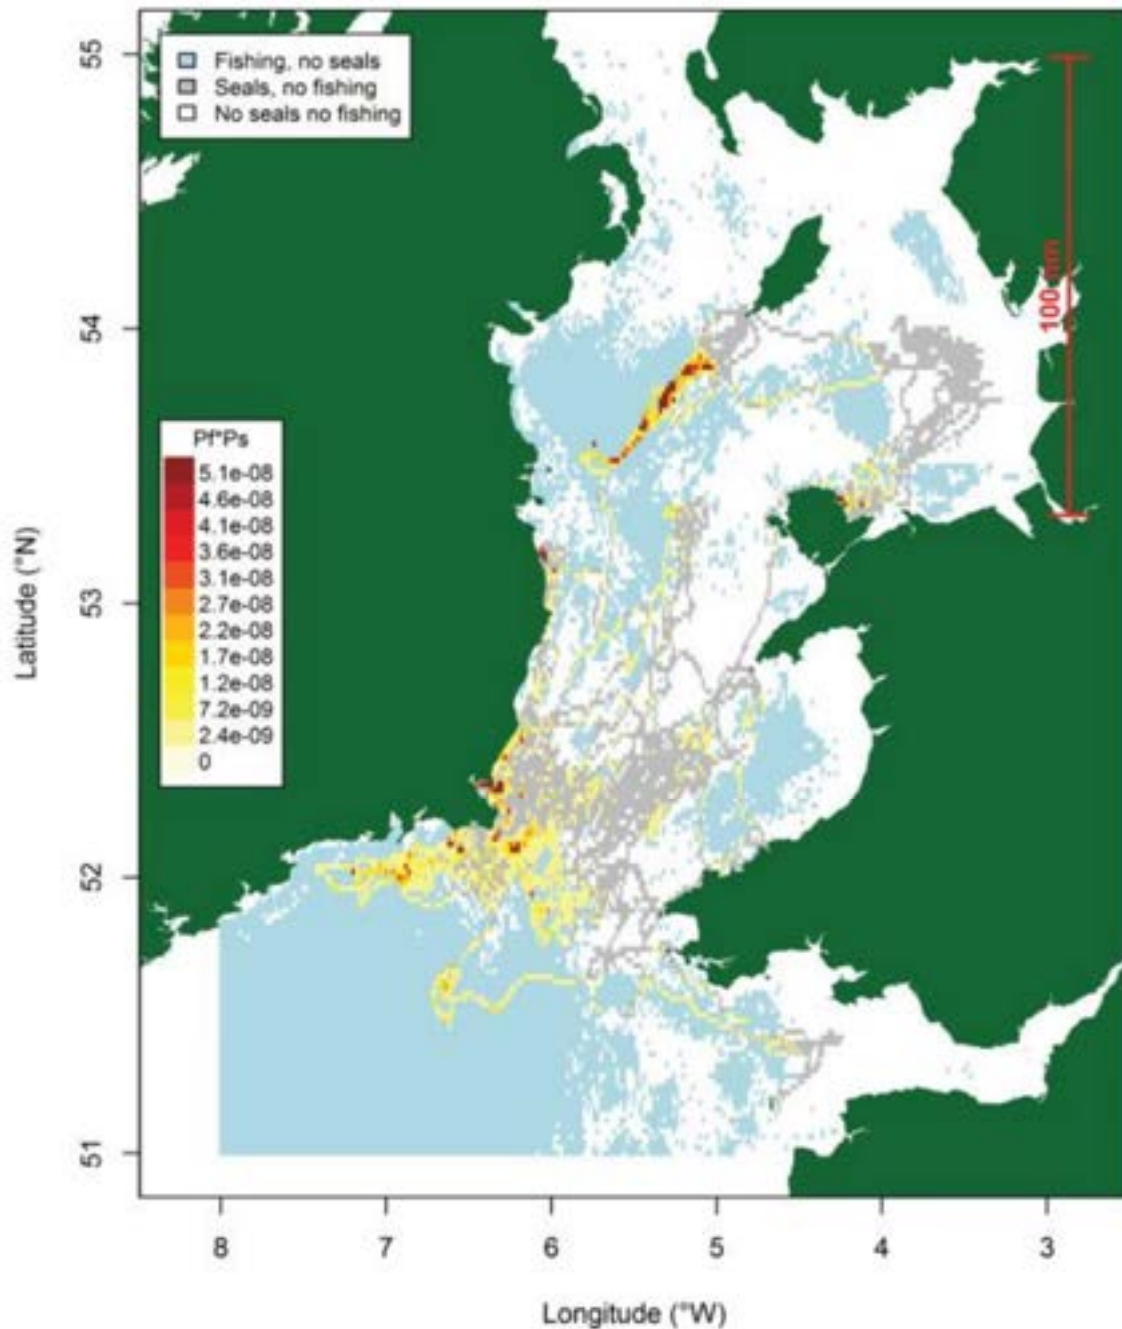 Fishing, no seals
Seals, no fishing
No seals no fishing
55
54
53
52
51
100 nm
Pf*Ps
5.1e-08
4.6e-08
4.1e-08
3.6e-08
3.1e-08
2.7e-08
2.2e-08
1.7e-08
1.2e-08
7.2e-09
2.4e-09
0
Latitude (°N)
8 7 6 5 4 3
Longitude (°W)